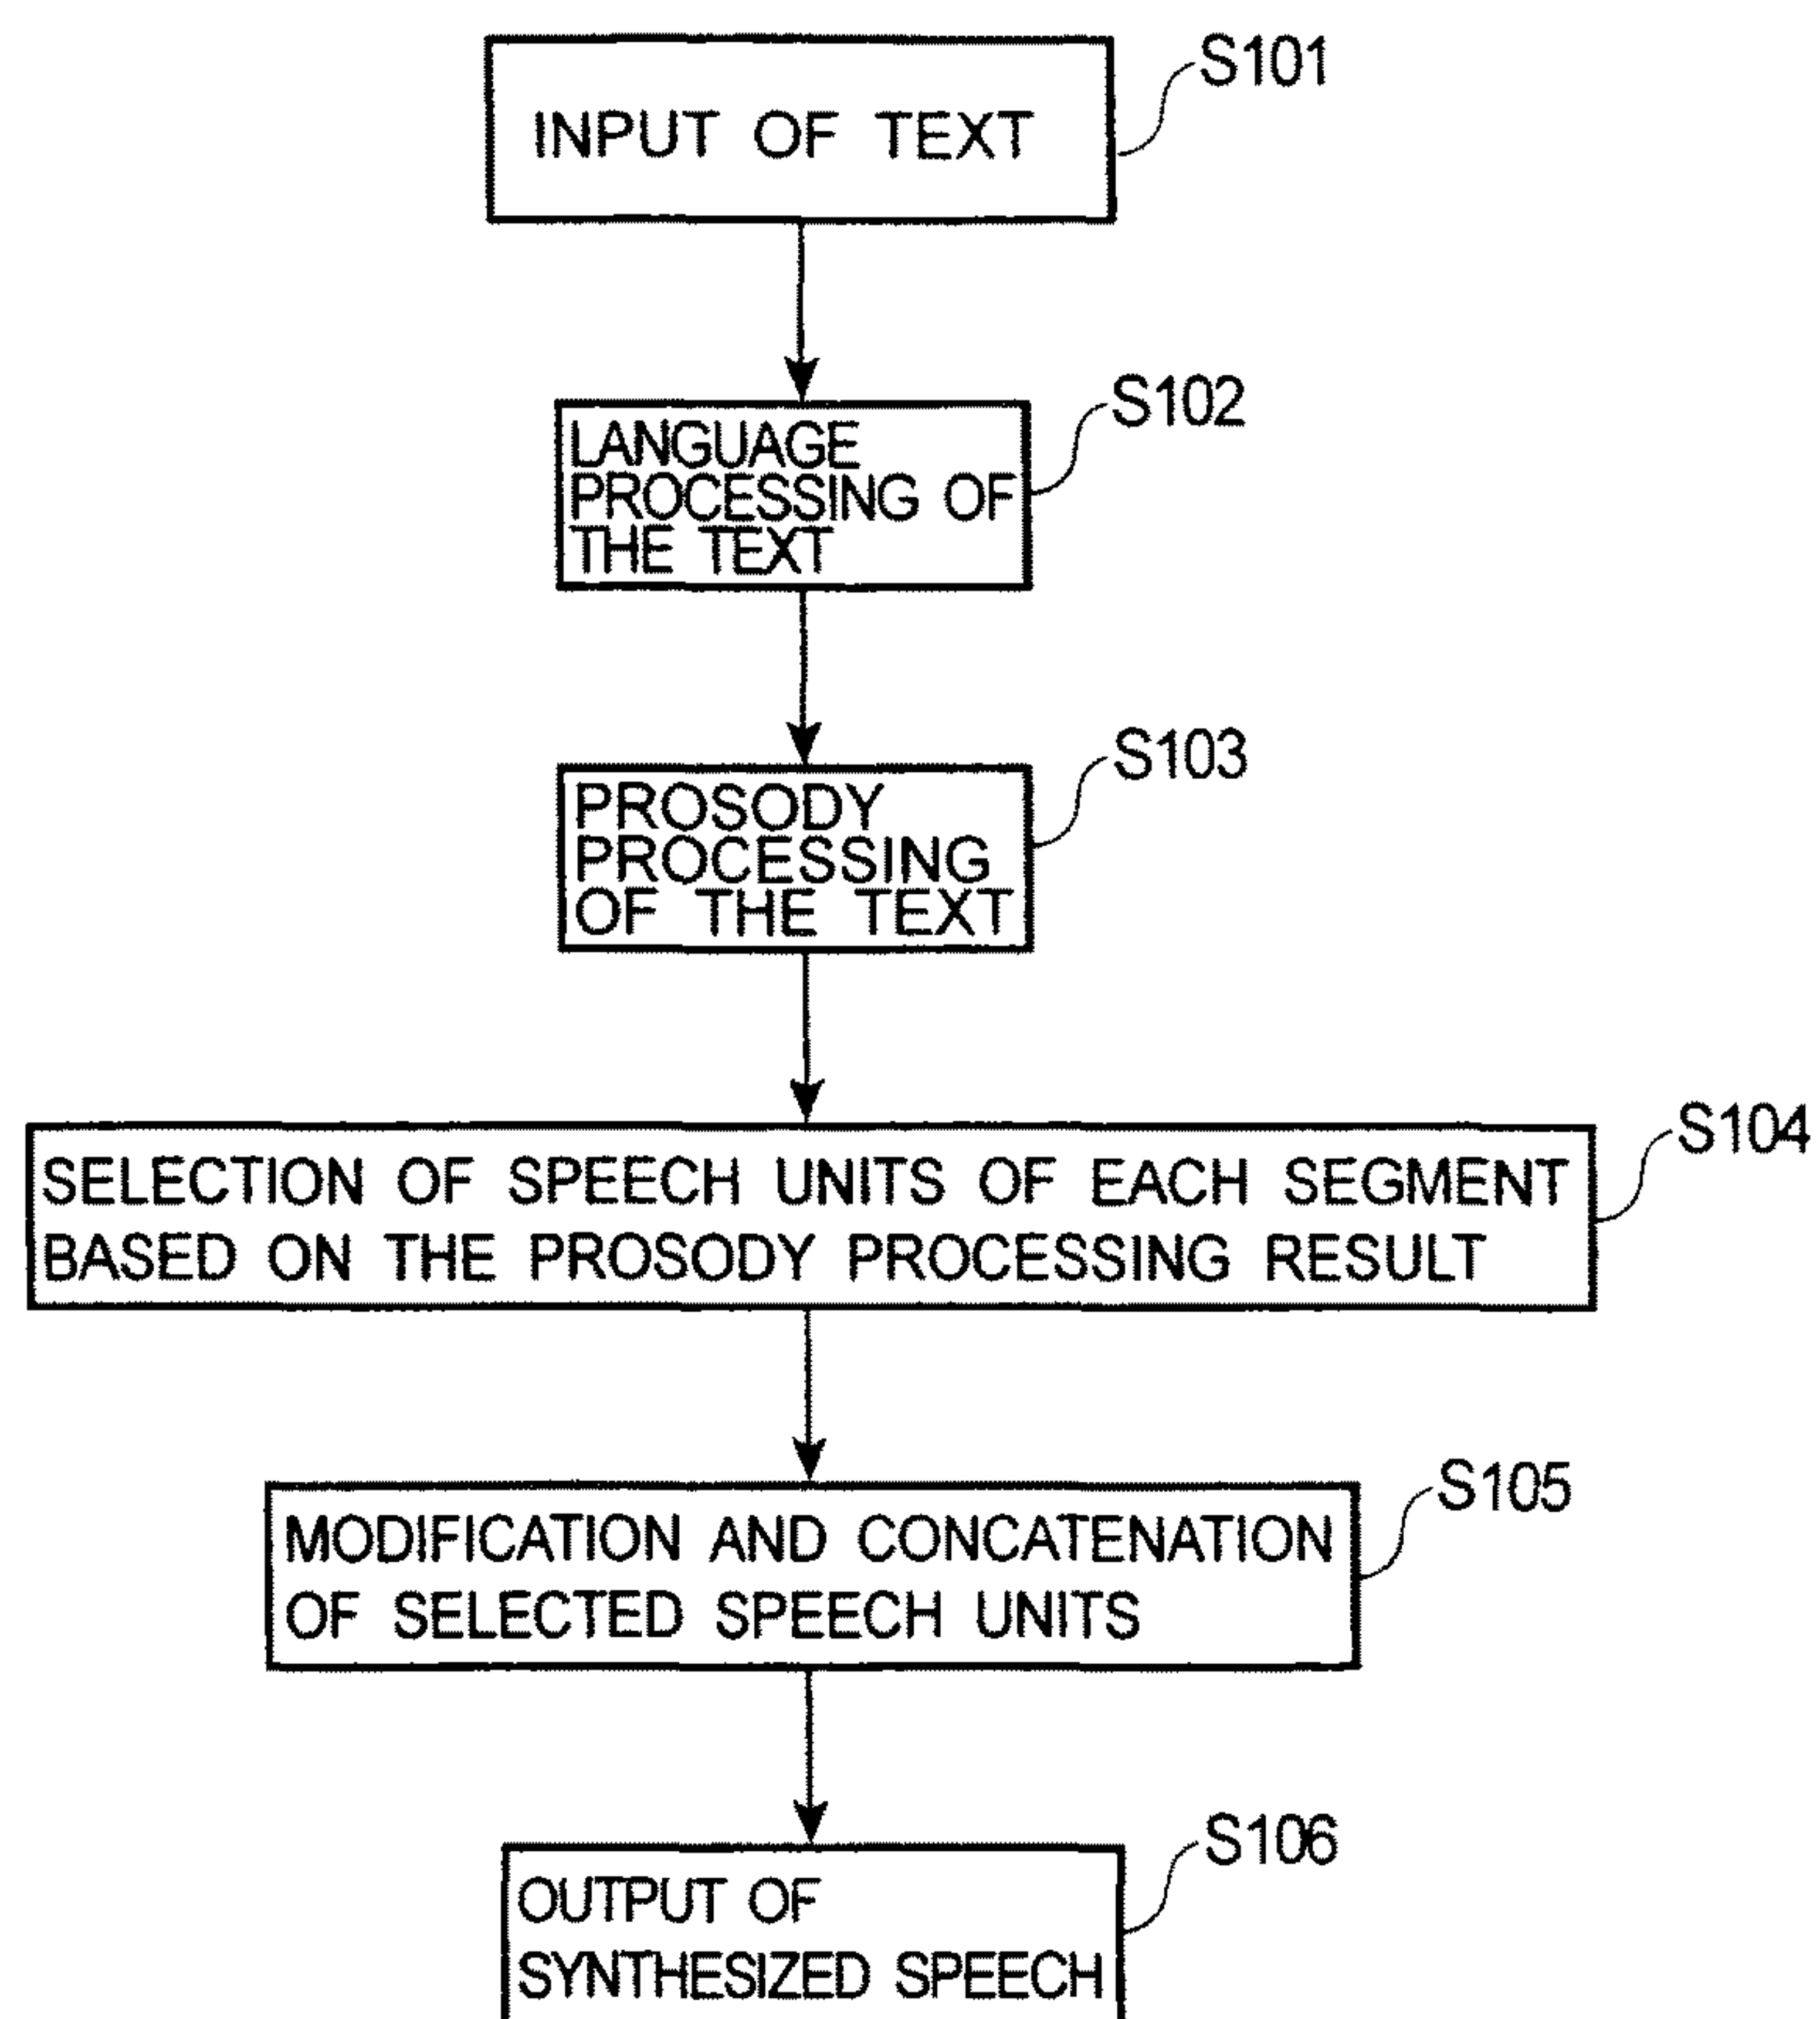 S101
INPUT OF TEXT
S102
LANGUAGE
PROCESSING OF
THE TEXT
S103
PROSODY
PROCESSING
OF THE TEXT
S104
SELECTION OF SPEECH UNITS OF EACH SEGMENT
BASED ON THE PROSODY PROCESSING RESULT
S105
MODIFICATION AND CONCATENATION
OF SELECTED SPEECH UNITS
S106
OUTPUT OF
SYNTHESIZED SPEECH